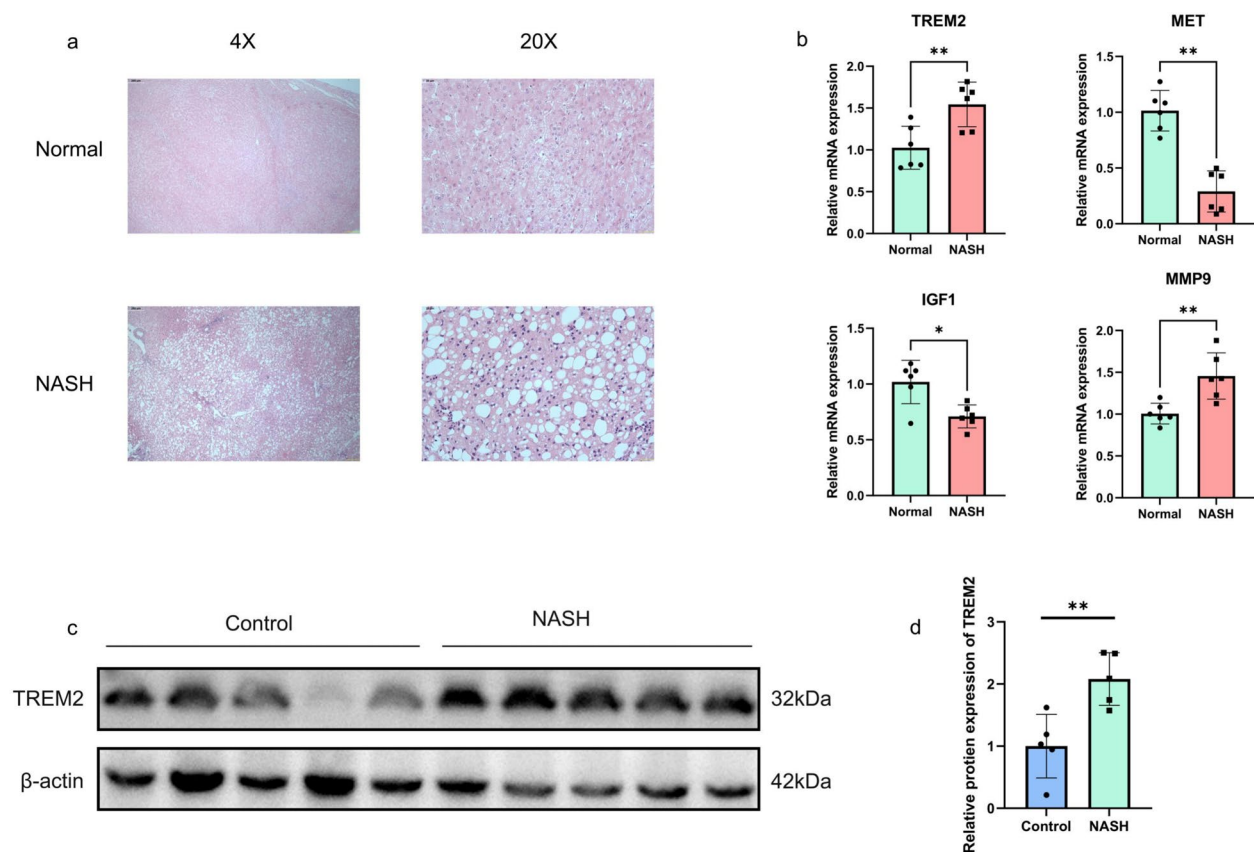 a
4X
20X
Normal
NASH
b
TREM2
**
Relative mRNA expression
2.0
1.5
1.0
0.5
0.0
Normal
NASH
MET
**
Relative mRNA expression
1.5
1.0
0.5
0.0
Normal
NASH
IGF1
*
Relative mRNA expression
1.5
1.0
0.5
0.0
Normal
NASH
MMP9
**
Relative mRNA expression
2.0
1.5
1.0
0.5
0.0
Normal
NASH
c
Control
NASH
TREM2
32kDa
β-actin
42kDa
d
**
Relative protien expression of TREM2
3
2
1
0
Control
NASH